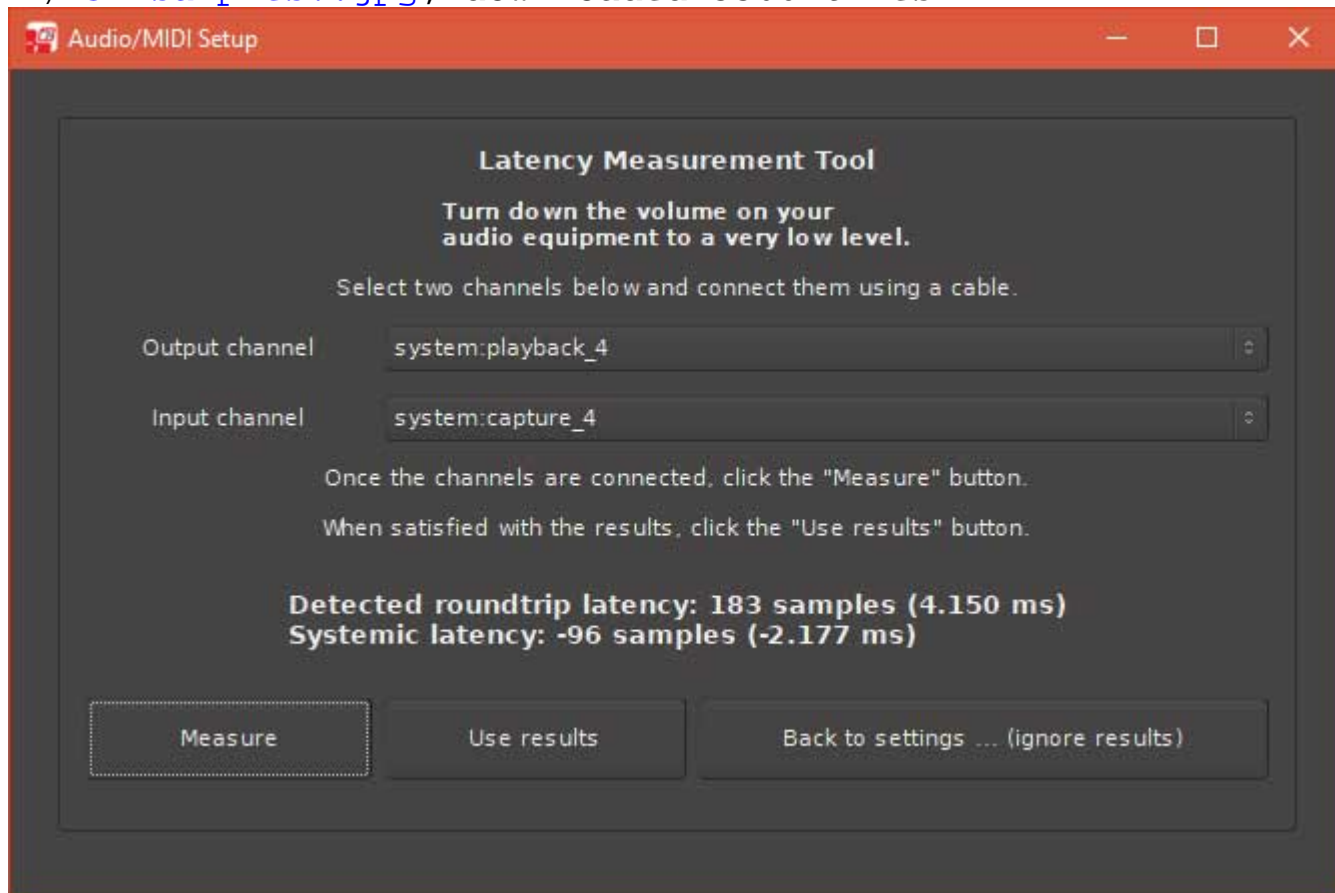 Audio/MIDI Setup
Latency Measurement Tool
Turn down the volume on your
audio equipment to a very low level.
Select two channels below and connect them using a cable.
Output channel system:playback_4
Input channel system:capture_4
Once the channels are connected, click the "Measure" button.
When satisfied with the results, click the "Use results" button.
Detected roundtrip latency: 183 samples (4.150 ms)
Systemic latency: -96 samples (-2.177 ms)
Measure Use results Back to settings ... (ignore results)